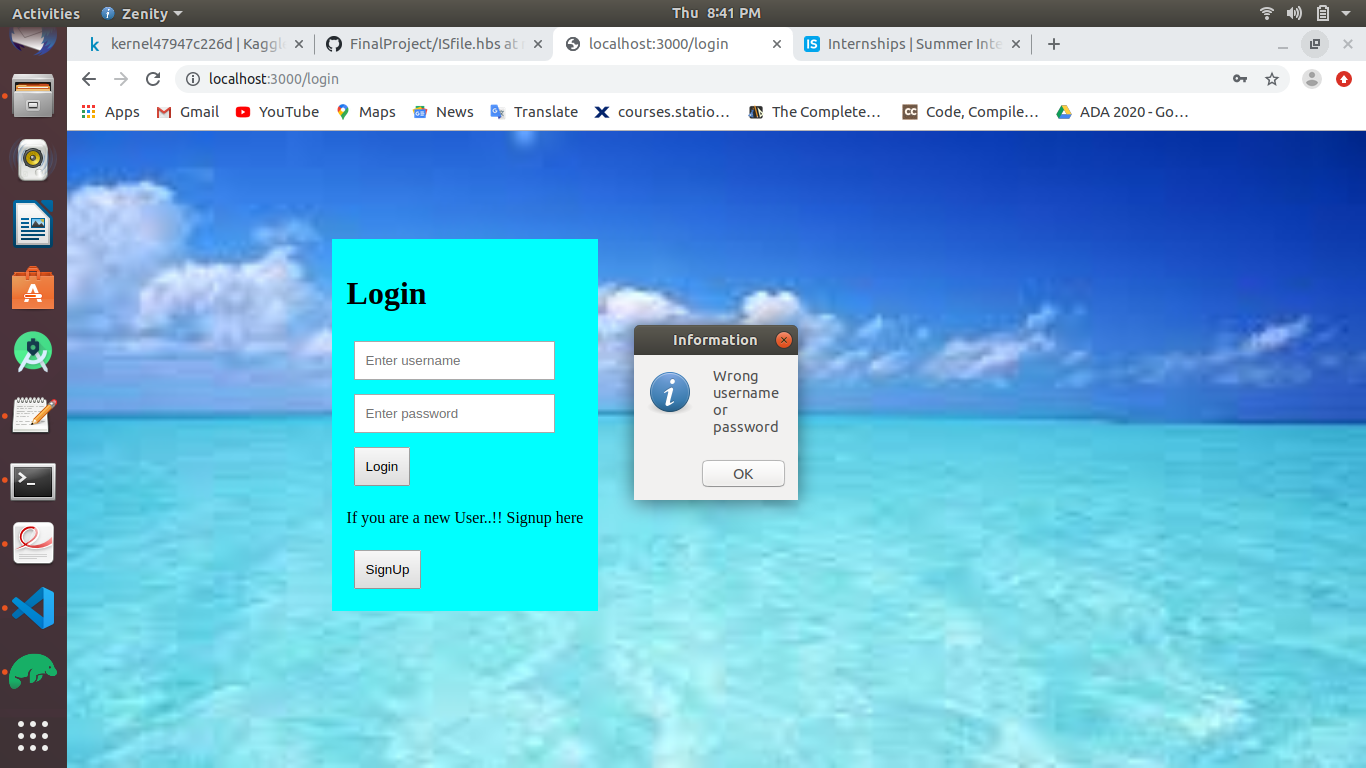 Activities Zenity Thu 8:41 PM
kernel47947c226d | Kaggl FinalProject/ISfile.hbs at localhost:3000/login Internships | Summer Inte
localhost:3000/login
Apps Gmail YouTube Maps News Translate courses.statio… The Complete… Code, Compile… ADA 2020 - Go…
Login
Enter username
Enter password
Login
If you are a new User..!! Signup here
SignUp
Information
Wrong
username
or
password
OK